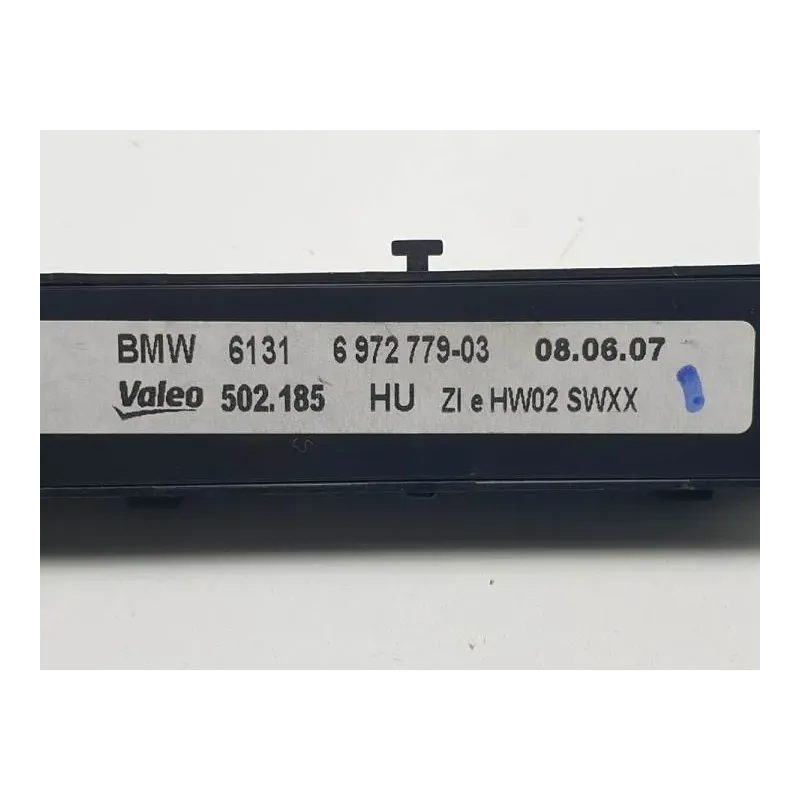 BMW 6131 6 972 779-03 08.06.07
Valeo 502.185 HU ZI e HW02 SWXX